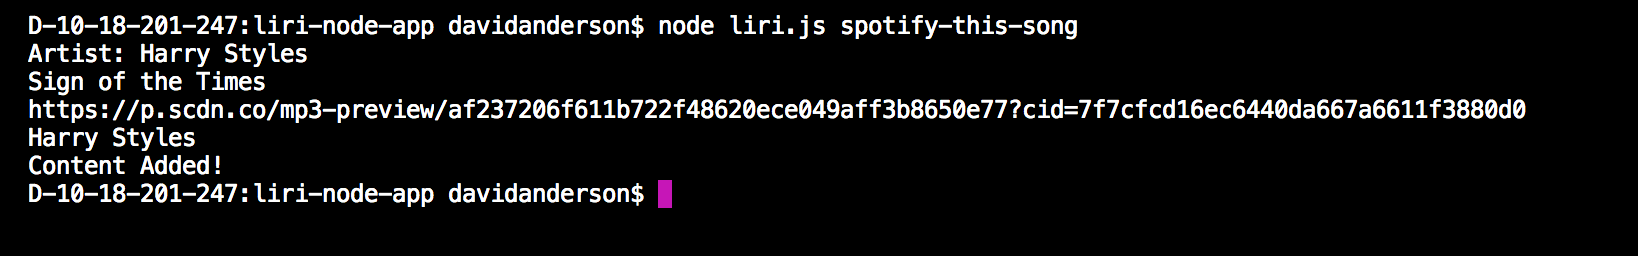 D-10-18-201-247:liri-node-app davidanderson$ node liri.js spotify-this-song
Artist: Harry Styles
Sign of the Times
https://p.scdn.co/mp3-preview/af237206f611b722f48620ece049aff3b8650e77?cid=7f7cfcd16ec6440da667a6611f3880d0
Harry Styles
Content Added!
D-10-18-201-247:liri-node-app davidanderson$